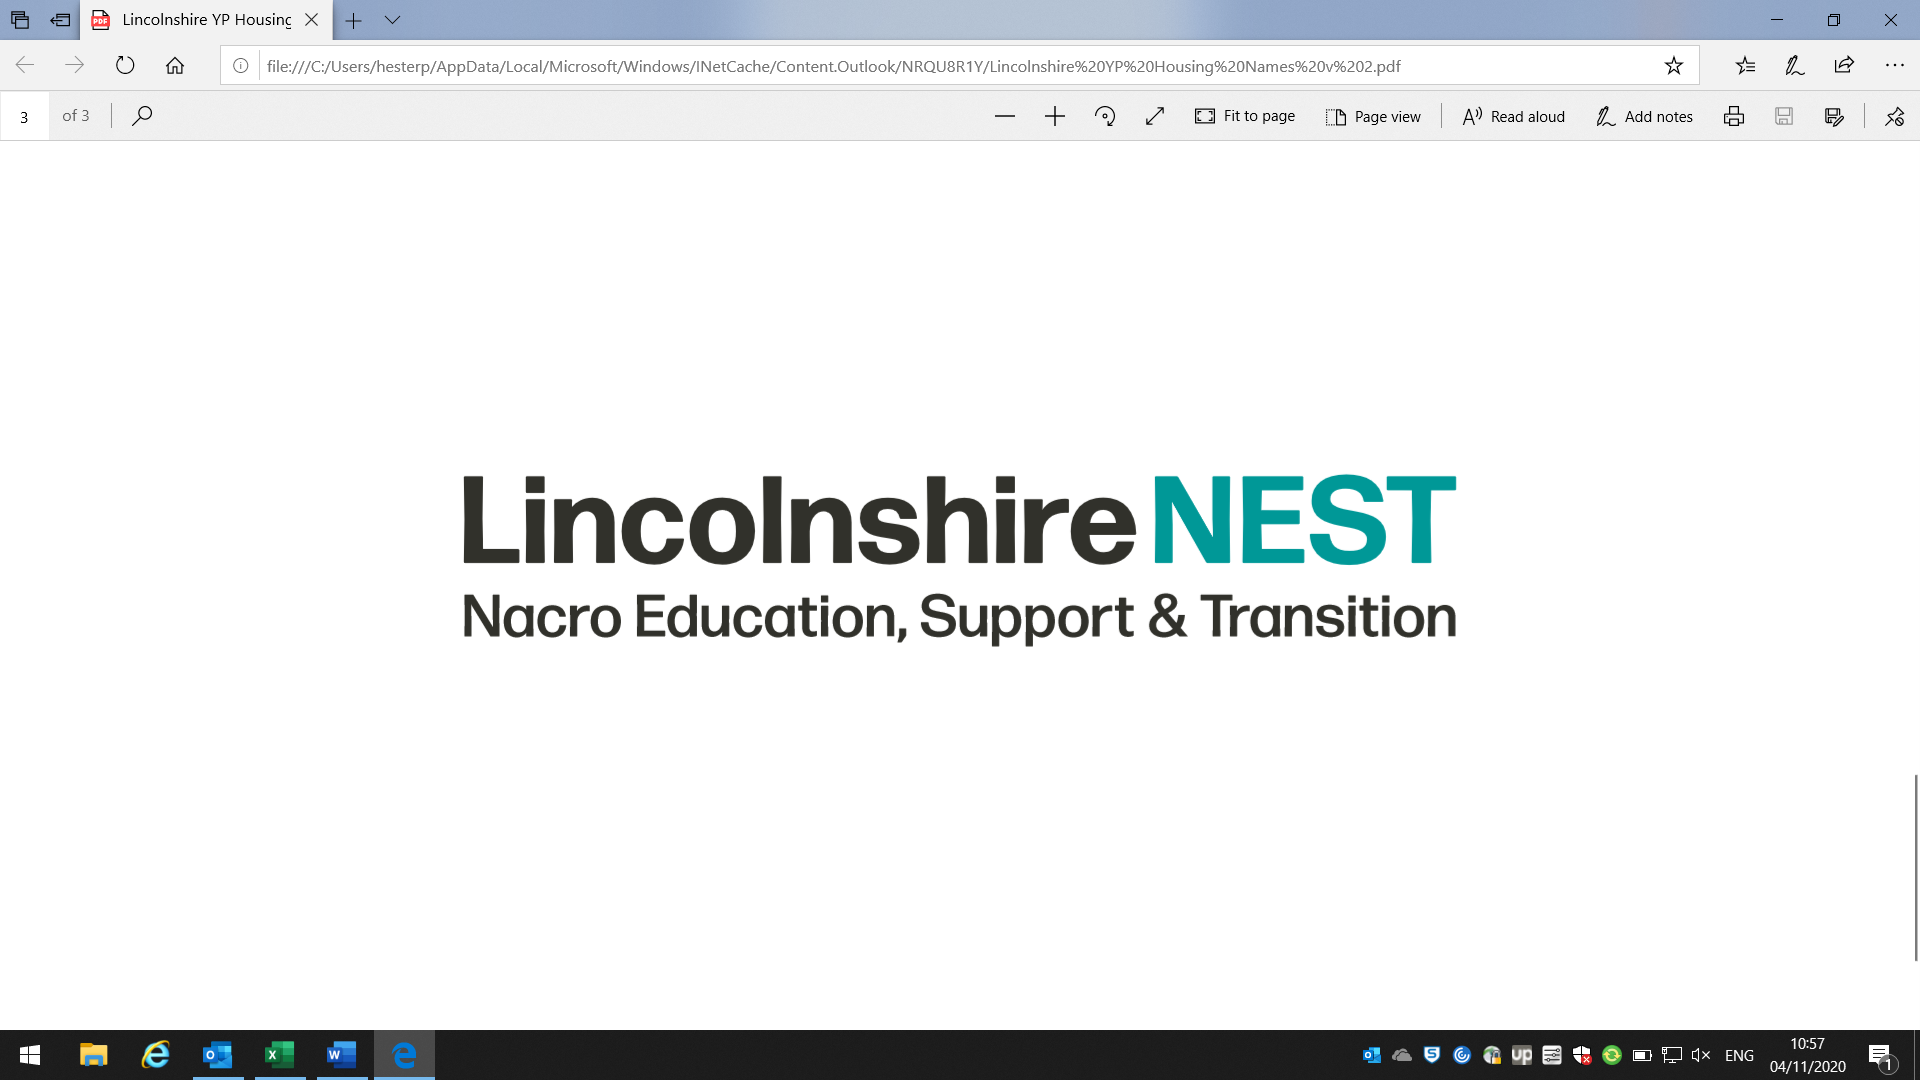 Lincolnshire YP Housing
file:///C:/Users/hesterp/AppData/Local/Microsoft/Windows/INetCache/Content.Outlook/NRQU8R1Y/Lincolnshire%20YP%20Housing%20Names%20v%202.pdf
3 of 3 Fit to page Page view Read aloud Add notes
Lincolnshire NEST
Nacro Education, Support & Transition
up ENG 10:57
04/11/2020
1